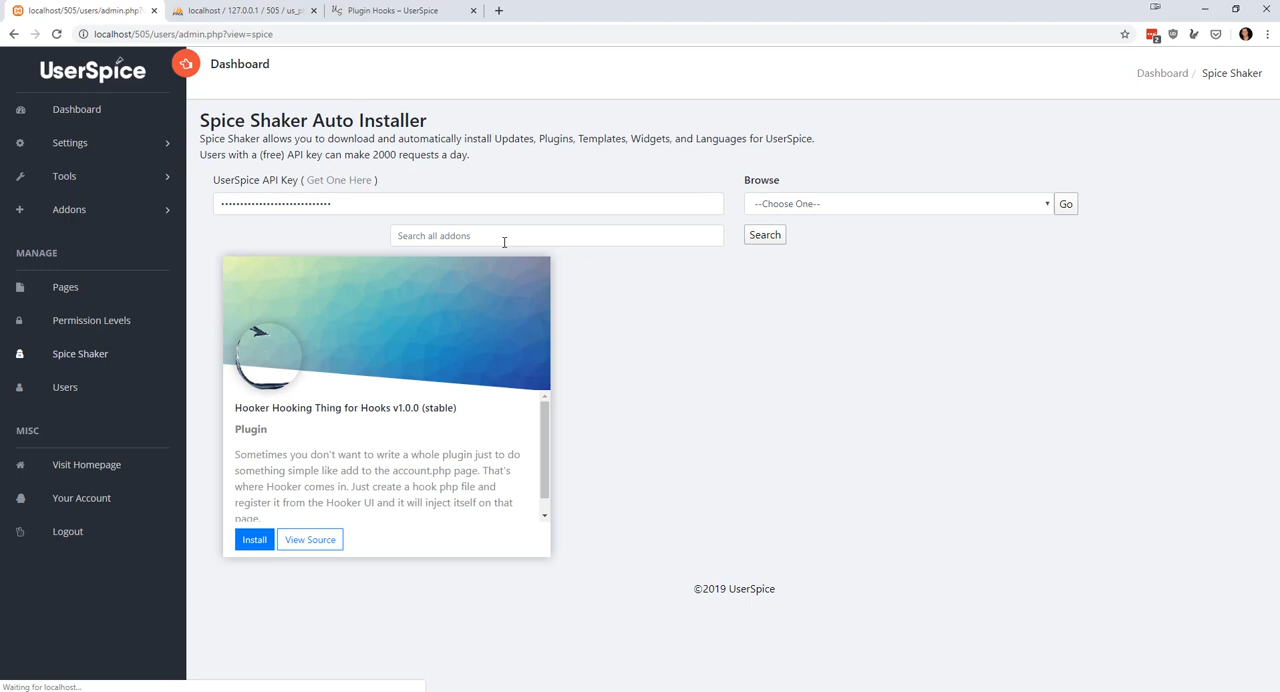 localhost/505/users/admin.php?
localhost / 127.0.0.1 / 505 / us_p
Plugin Hooks – UserSpice
localhost/505/users/admin.php?view=spice
2
UserSpice
Dashboard
Dashboard / Spice Shaker
Dashboard
Settings
Tools
Addons
MANAGE
Pages
Permission Levels
Spice Shaker
Users
MISC
Visit Homepage
Your Account
Logout
Spice Shaker Auto Installer
Spice Shaker allows you to download and automatically install Updates, Plugins, Templates, Widgets, and Languages for UserSpice.
Users with a (free) API key can make 2000 requests a day.
UserSpice API Key ( Get One Here )
Browse
--Choose One--
Go
Search all addons
Search
Hooker Hooking Thing for Hooks v1.0.0 (stable)
Plugin
Sometimes you don't want to write a whole plugin just to do
something simple like add to the account.php page. That's
where Hooker comes in. Just create a hook php file and
register it from the Hooker UI and it will inject itself on that
page.
Install
View Source
©2019 UserSpice
Waiting for localhost...